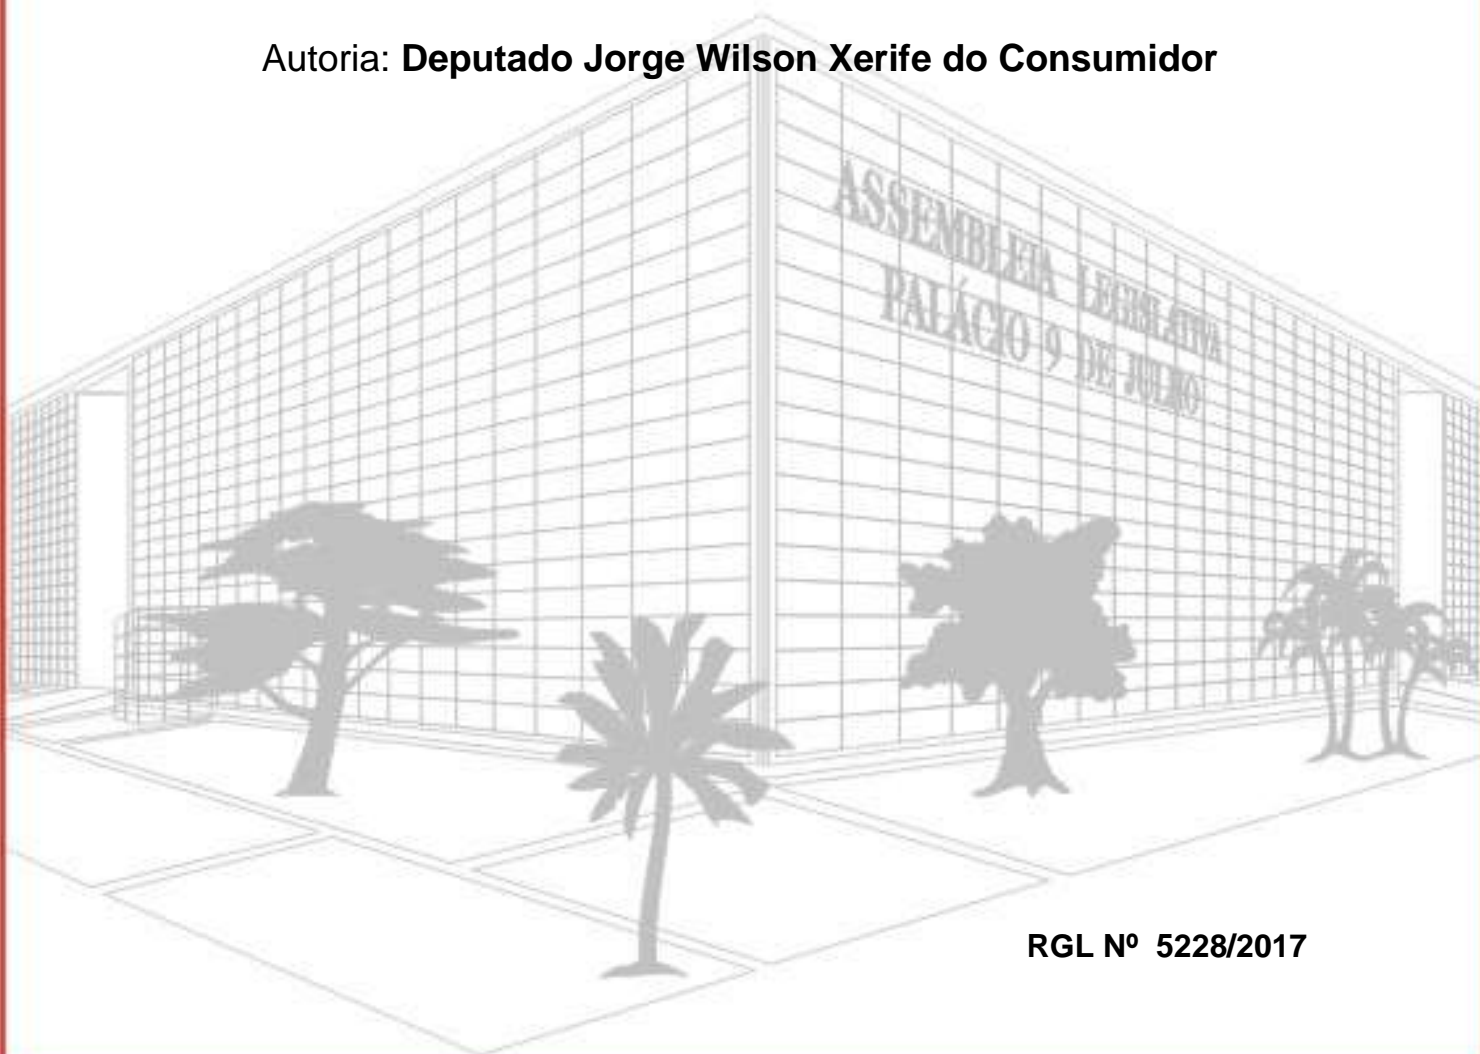 Autoria: Deputado Jorge Wilson Xerife do Consumidor
ASSEMBLEIA LEGISLATIVA
PALÁCIO 9 DE JULHO
RGL Nº 5228/2017